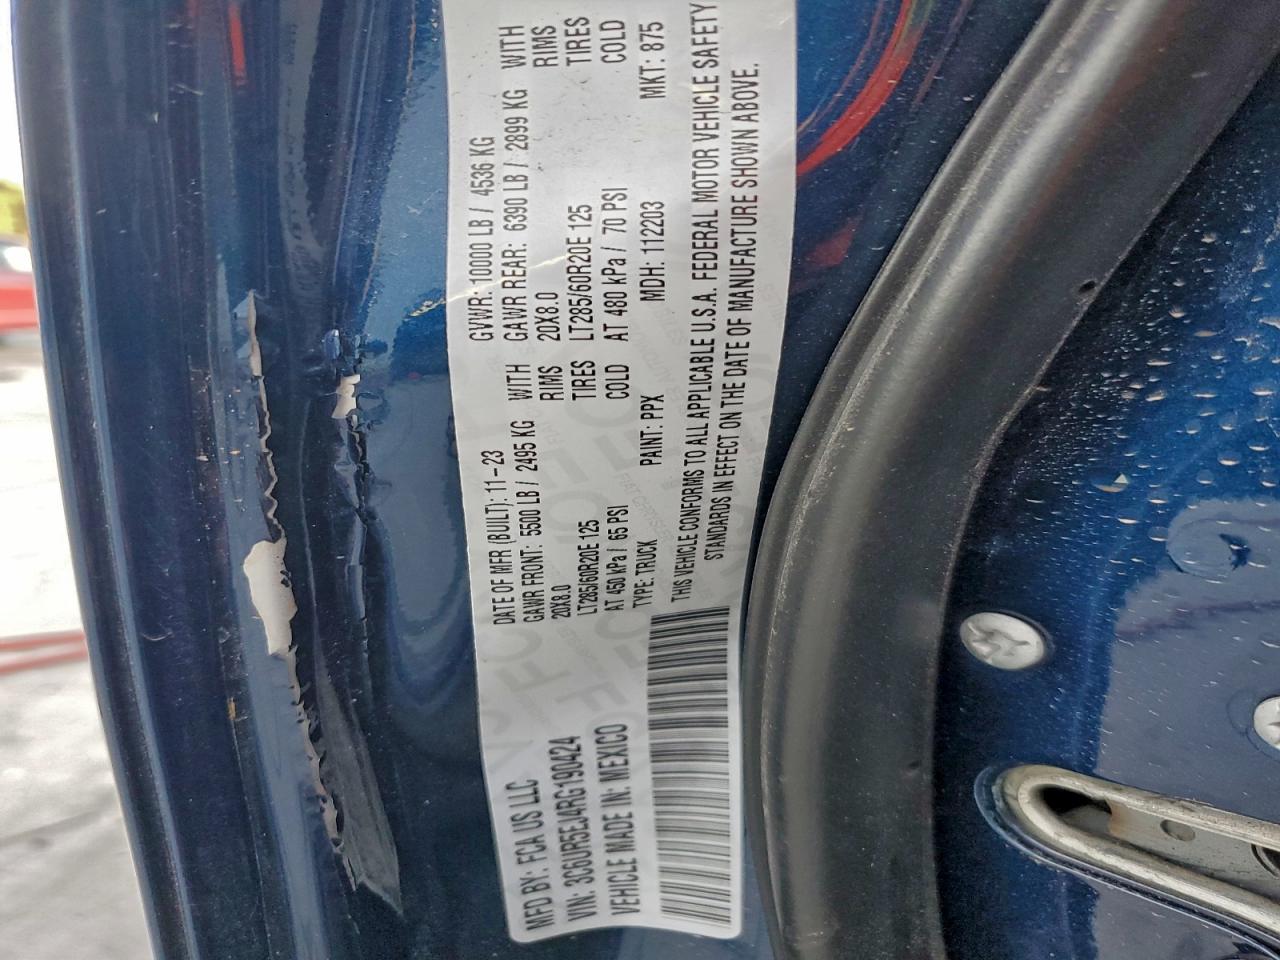 MFD BY: FCA US LLC
DATE OF MFR (BUILT): 11-23
GVWR: 10000 LB / 4536 KG
VIN: 3C6UR5EJ4RG190424
GAWR FRONT: 5500 LB / 2495 KG WITH
GAWR REAR: 6390 LB / 2899 KG WITH
VEHICLE MADE IN: MEXICO
20X8.0 RIMS
20X8.0 RIMS
LT285/60R20E 125 TIRES
LT285/60R20E 125 TIRES
AT 450 kPa / 65 PSI COLD
AT 480 kPa / 70 PSI COLD
TYPE: TRUCK PAINT: PPX MDH: 112203 MKT: 875
THIS VEHICLE CONFORMS TO ALL APPLICABLE U.S.A. FEDERAL MOTOR VEHICLE SAFETY
STANDARDS IN EFFECT ON THE DATE OF MANUFACTURE SHOWN ABOVE.